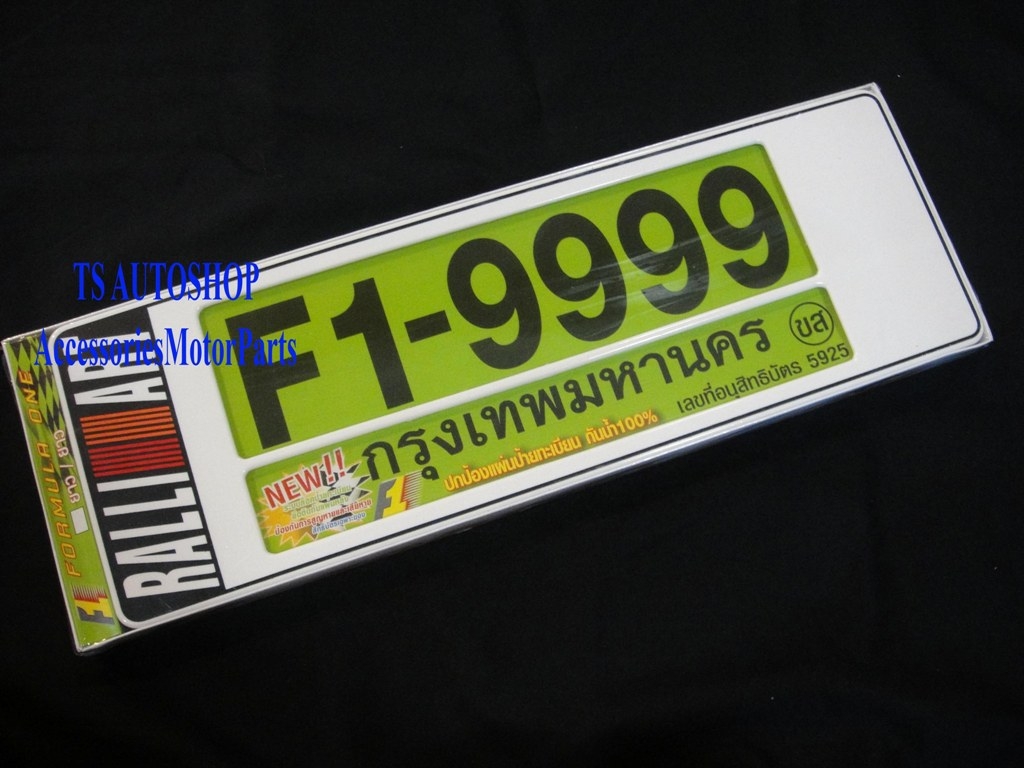 TS AUTOSHOP
AccessoriesMotorParts
F1 FORMULA ONE
RALLI ART
F1-9999
กรุงเทพมหานคร
ขส
เลขที่อนุสิทธิบัตร 5925
ปกป้องแผ่นป้ายทะเบียน กันน้ำ100%
NEW!!
F1